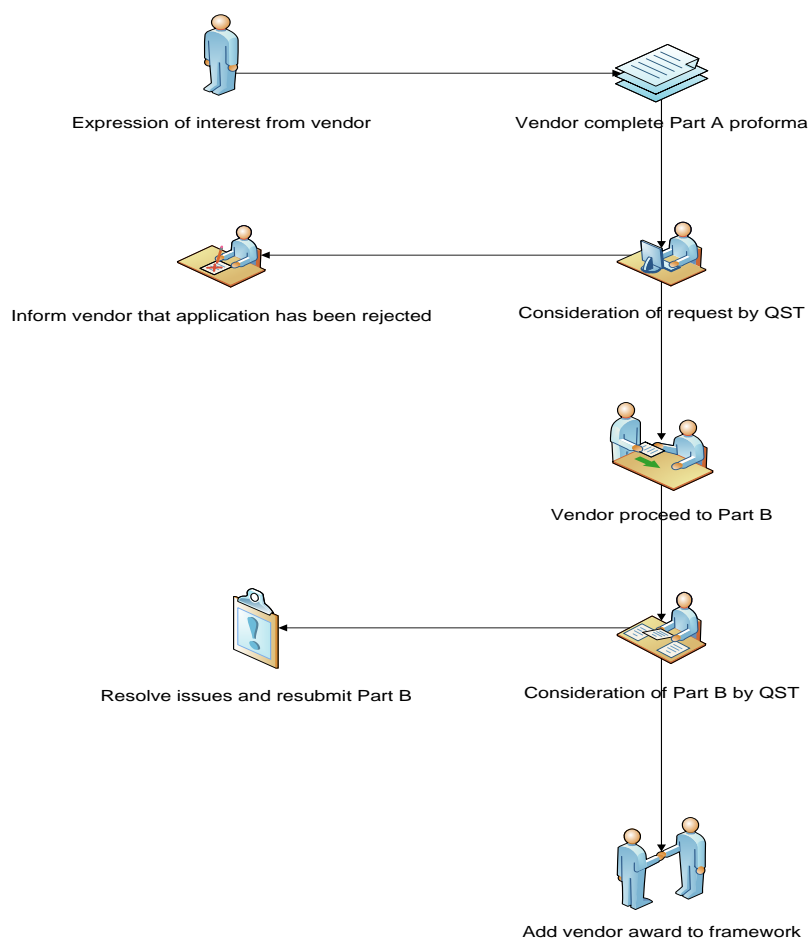 Expression of interest from vendor
Vendor complete Part A proforma
Inform vendor that application has been rejected
Consideration of request by QST
Vendor proceed to Part B
Resolve issues and resubmit Part B
Consideration of Part B by QST
Add vendor award to framework